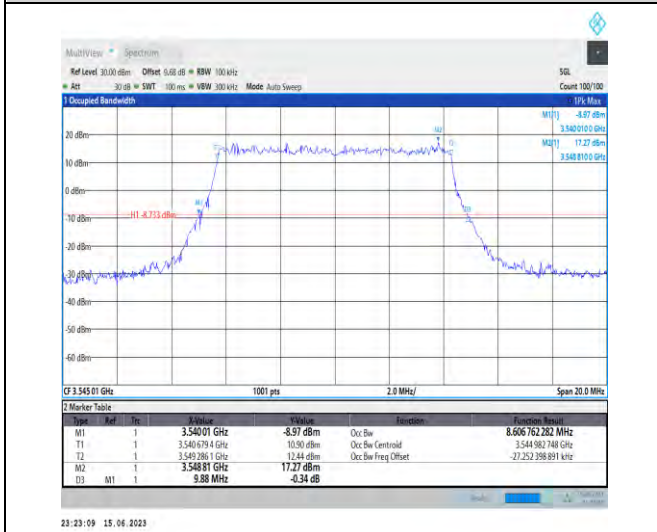 MultiView Spectrum
Ref Level 30.00 dBm Offset 9.68 dB RBW 100 kHz SGL
Att 30 dB SWT 100 ms VBW 300 kHz Mode Auto Sweep Count 100/100
1 Occupied Bandwidth 1Pk Max
M1[1] -8.97 dBm
3.540 010 0 GHz
M2[1] 17.27 dBm
3.548 810 0 GHz
20 dBm
M2
T1
T2
10 dBm
0 dBm
M1
D3
H1 -8.733 dBm
-10 dBm
-20 dBm
-30 dBm
-40 dBm
-50 dBm
-60 dBm
CF 3.545 01 GHz 1001 pts 2.0 MHz/ Span 20.0 MHz
2 Marker Table
Type Ref Trc X-Value Y-Value Function Function Result
M1 1 3.54001 GHz -8.97 dBm Occ Bw 8.606 762 282 MHz
T1 1 3.540 679 4 GHz 10.90 dBm Occ Bw Centroid 3.544 982 748 GHz
T2 1 3.549 286 1 GHz 12.44 dBm Occ Bw Freq Offset -27.252 398 891 kHz
M2 1 3.548 81 GHz 17.27 dBm
D3 M1 1 9.88 MHz -0.34 dB
23:23:09 15.06.2023